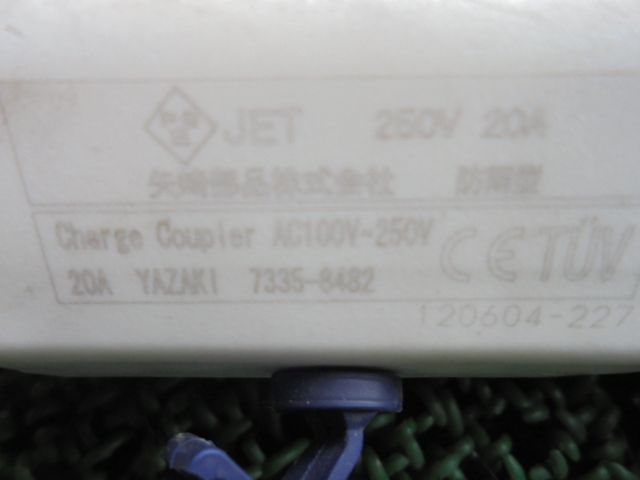 JET 250V 20A
矢崎部品株式会社 防雨型
Charge Coupler AC100V-250V
20A YAZAKI 7335-8482
CE TÜV
120604-227